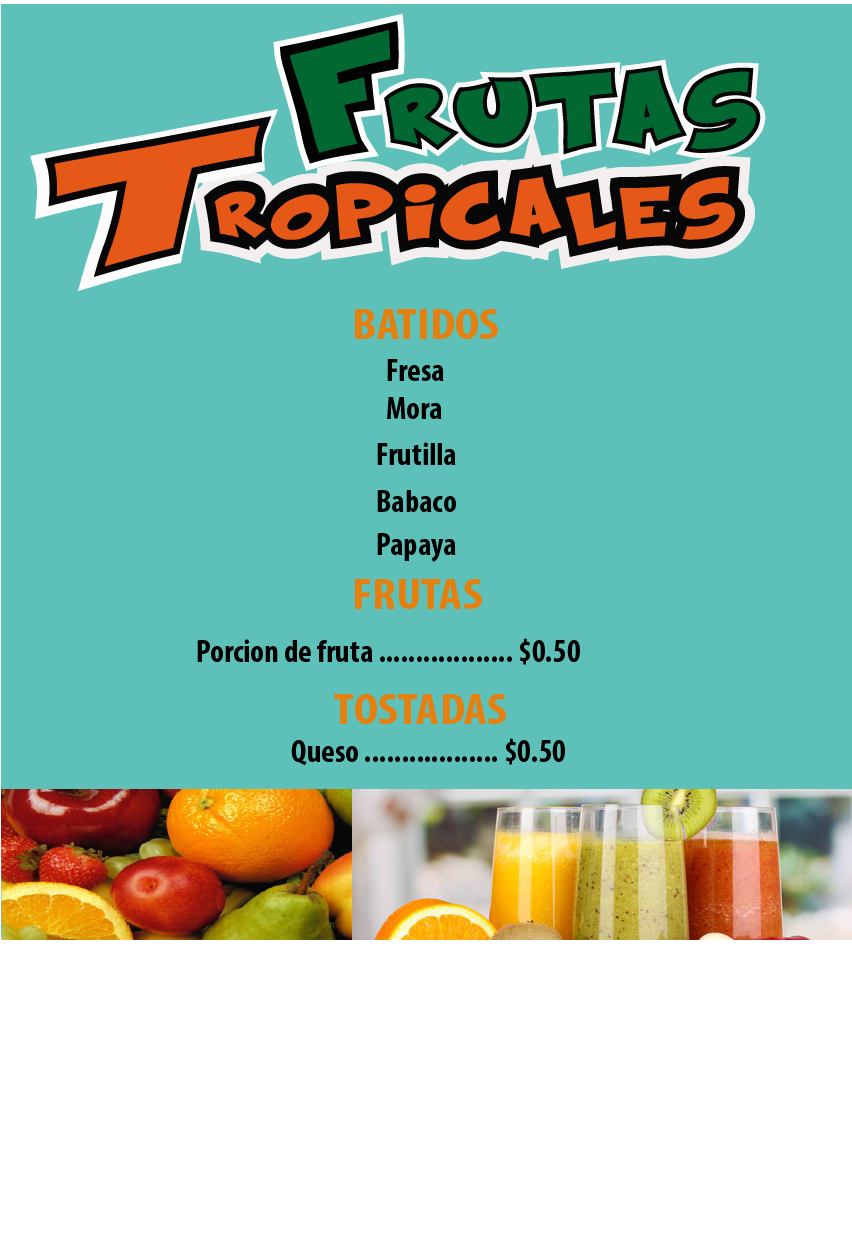 FRUTAS
TROPiCALES
BATIDOS
Fresa
Mora
Frutilla
Babaco
Papaya
FRUTAS
Porcion de fruta .................. $0.50
TOSTADAS
Queso .................. $0.50